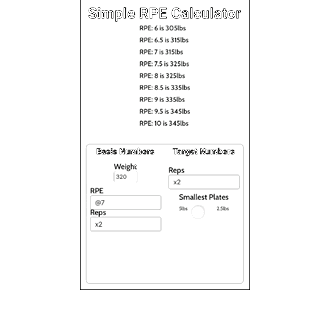 Simple RPE Calculator
RPE: 6 is 305lbs
RPE: 6.5 is 315lbs
RPE: 7 is 315lbs
RPE: 7.5 is 325lbs
RPE: 8 is 325lbs
RPE: 8.5 is 335lbs
RPE: 9 is 335lbs
RPE: 9.5 is 345lbs
RPE: 10 is 345lbs
Basis Numbers
Target Numbers
Weight
320
RPE
@7
Reps
x2
Reps
x2
Smallest Plates
5lbs
2.5lbs